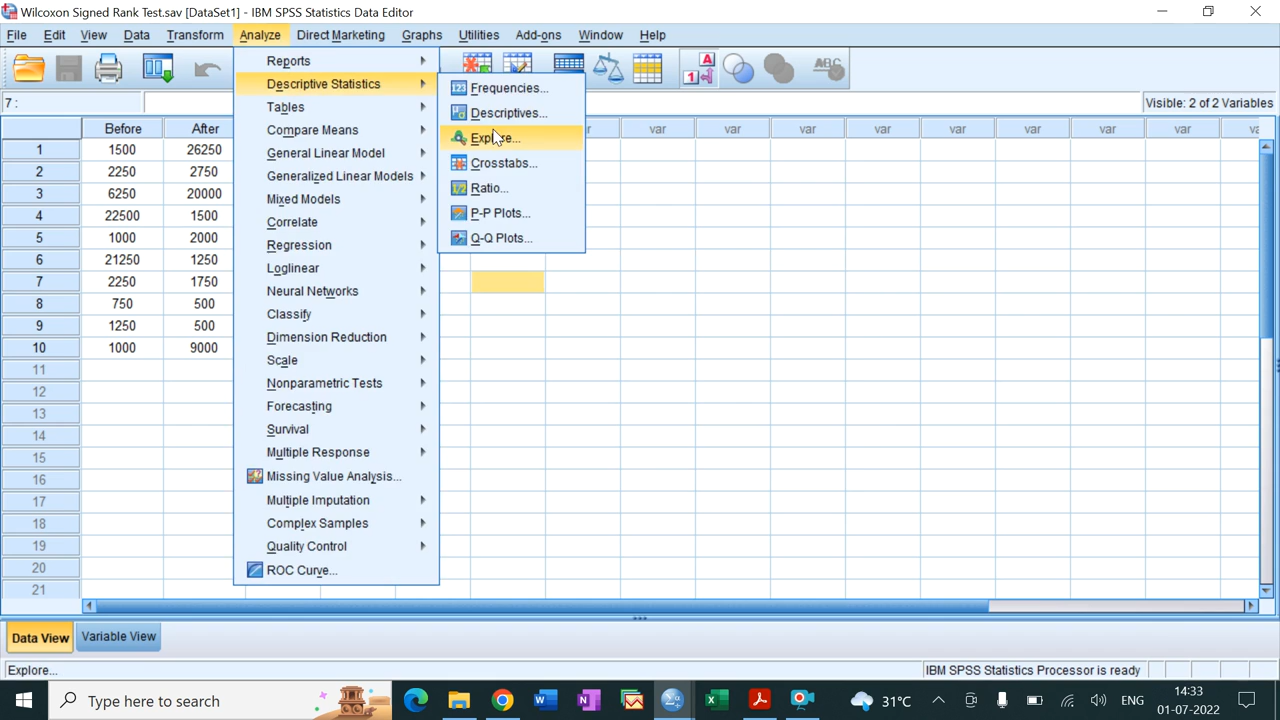 Wilcoxon Signed Rank Test.sav [DataSet1] - IBM SPSS Statistics Data Editor
File Edit View Data Transform Analyze Direct Marketing Graphs Utilities Add-ons Window Help
7 :
Visible: 2 of 2 Variables
Before After var var var var var var var var
1 1500 26250
2 2250 2750
3 6250 20000
4 22500 1500
5 1000 2000
6 21250 1250
7 2250 1750
8 750 500
9 1250 500
10 1000 9000
11
12
13
14
15
16
17
18
19
20
21
Reports
Descriptive Statistics
Tables
Compare Means
General Linear Model
Generalized Linear Models
Mixed Models
Correlate
Regression
Loglinear
Neural Networks
Classify
Dimension Reduction
Scale
Nonparametric Tests
Forecasting
Survival
Multiple Response
Missing Value Analysis...
Multiple Imputation
Complex Samples
Quality Control
ROC Curve...
Frequencies...
Descriptives...
Explore...
Crosstabs...
Ratio...
P-P Plots...
Q-Q Plots...
Data View Variable View
Explore...
IBM SPSS Statistics Processor is ready
Type here to search
31°C
ENG
14:33
01-07-2022